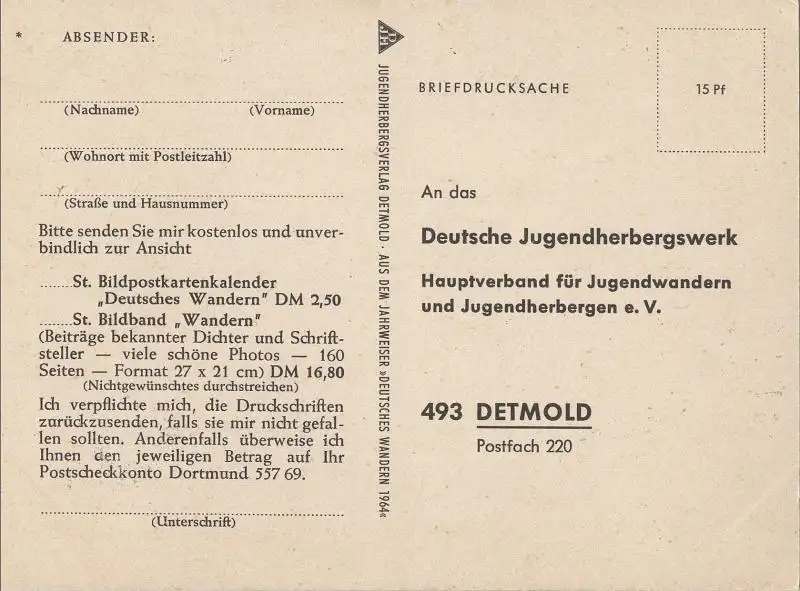 * ABSENDER:
(Nachname) (Vorname)
(Wohnort mit Postleitzahl)
(Straße und Hausnummer)
Bitte senden Sie mir kostenlos und unver-
bindlich zur Ansicht
........St. Bildpostkartenkalender
„Deutsches Wandern" DM 2,50
........St. Bildband „Wandern"
(Beiträge bekannter Dichter und Schrift-
steller — viele schöne Photos — 160
Seiten — Format 27 x 21 cm) DM 16,80
(Nichtgewünschtes durchstreichen)
Ich verpflichte mich, die Druckschriften
zurückzusenden, falls sie mir nicht gefal-
len sollten. Anderenfalls überweise ich
Ihnen den jeweiligen Betrag auf Ihr
Postscheckkonto Dortmund 557 69.
(Unterschrift)
DJH
JUGENDHERBERGSVERLAG DETMOLD · AUS DEM JAHRWEISER »DEUTSCHES WANDERN 1964«
BRIEFDRUCKSACHE
15 Pf
An das
Deutsche Jugendherbergswerk
Hauptverband für Jugendwandern
und Jugendherbergen e. V.
493 DETMOLD
Postfach 220